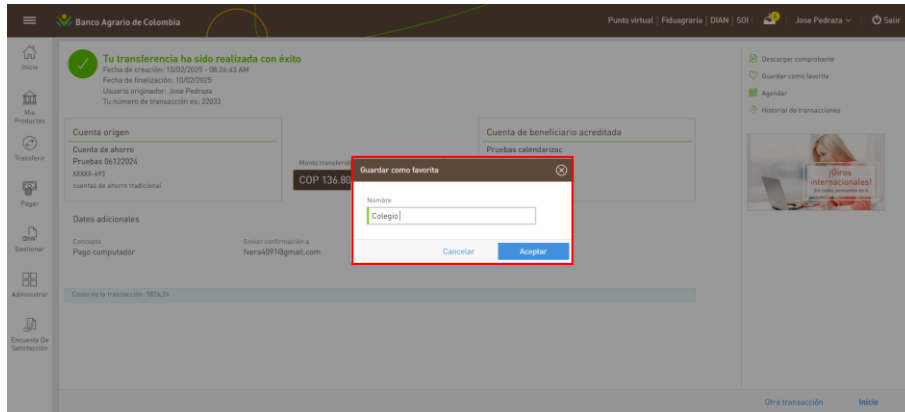 Banco Agrario de Colombia
Punto virtual | Fiduagraria | DIAN | SOI
Jose Pedraza
Salir
Inicio
Mis
Productos
Transferir
Pagar
Gestionar
Administrar
Encuesta De
Satisfacción
Tu transferencia ha sido realizada con éxito
Fecha de creación: 10/02/2025 - 08:26:43 AM
Fecha de finalización: 10/02/2025
Usuario originador: Jose Pedraza
Tu número de transacción es: 22033
Cuenta origen
Cuenta de ahorro
Pruebas 06122024
XXXXX-693
cuentas de ahorro tradicional
Monto transferido
COP 136.80
Cuenta de beneficiario acreditada
Pruebas calendarizac
Guardar como favorita
Nombre
Colegio
Cancelar
Aceptar
Datos adicionales
Concepto
Pago computador
Enviar confirmación a
fvera4091@gmail.com
Costo de la transacción: $826,24
Descargar comprobante
Guardar como favorita
Agendar
Historial de transacciones
¡Giros
internacionales!
Otra transacción
Inicio